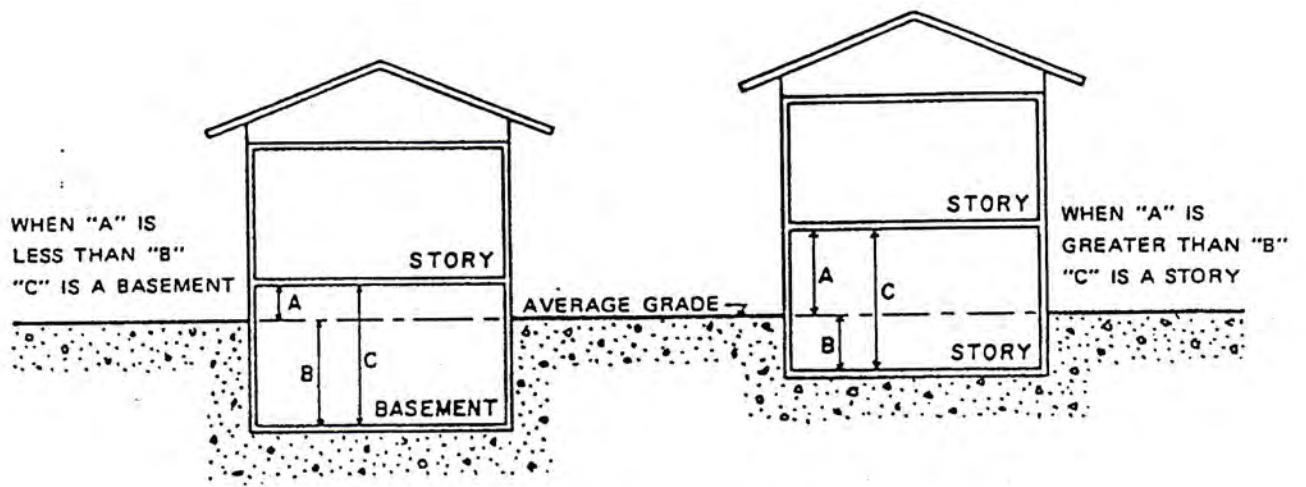 WHEN "A" IS
LESS THAN "B"
"C" IS A BASEMENT
STORY
A
B
C
BASEMENT
AVERAGE GRADE
STORY
A
C
B
STORY
WHEN "A" IS
GREATER THAN "B"
"C" IS A STORY